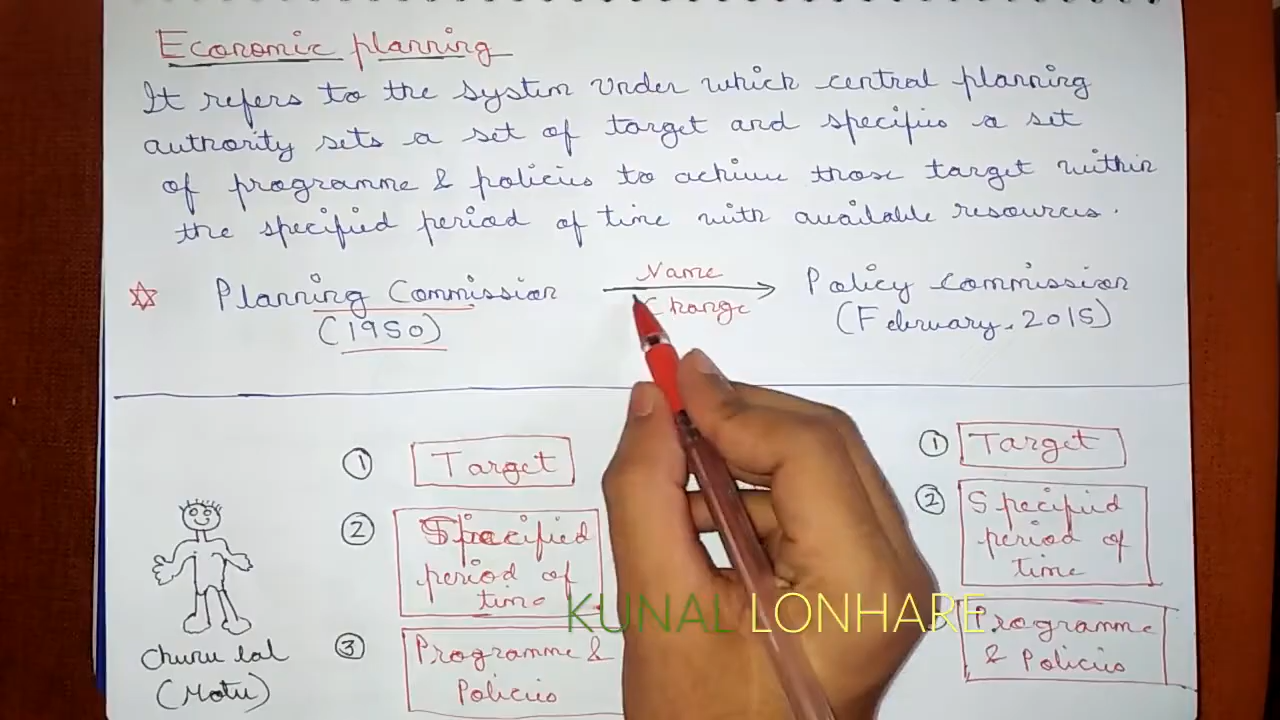 Economic planning
It refers to the system under which central planning
authority sets a set of target and specifies a set
of programme & policies to achieve those target within
the specified period of time with available resources.
Planning Commission
(1950)
Name
Change
Policy Commission
(February, 2015)
① Target
② Specified
period of
time
③ Programme &
Policies
Churu lal
(Motu)
① Target
② Specified
period of
time
Programme
& Policies
KUNAL LONHARE